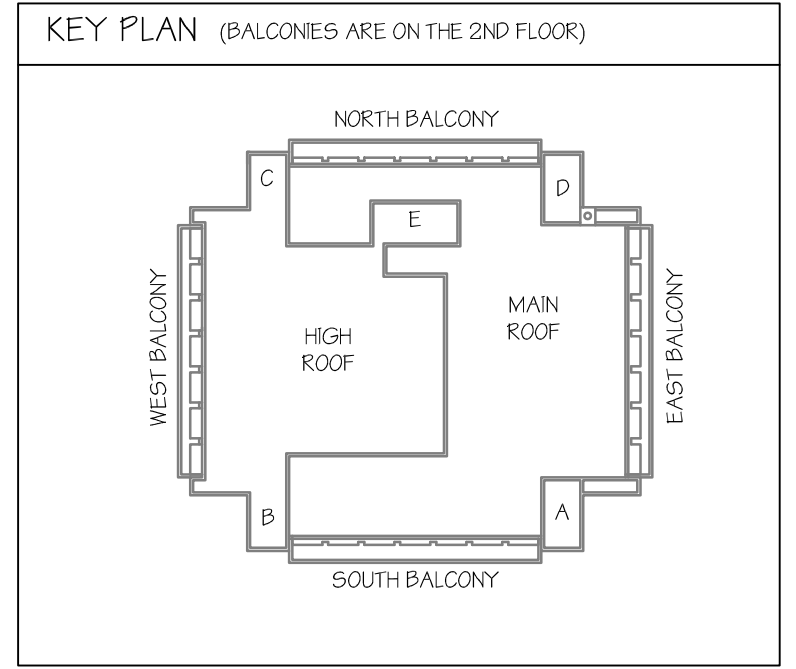 KEY PLAN (BALCONIES ARE ON THE 2ND FLOOR)
NORTH BALCONY
C
D
E
WEST BALCONY
HIGH
ROOF
MAIN
ROOF
EAST BALCONY
B
A
SOUTH BALCONY